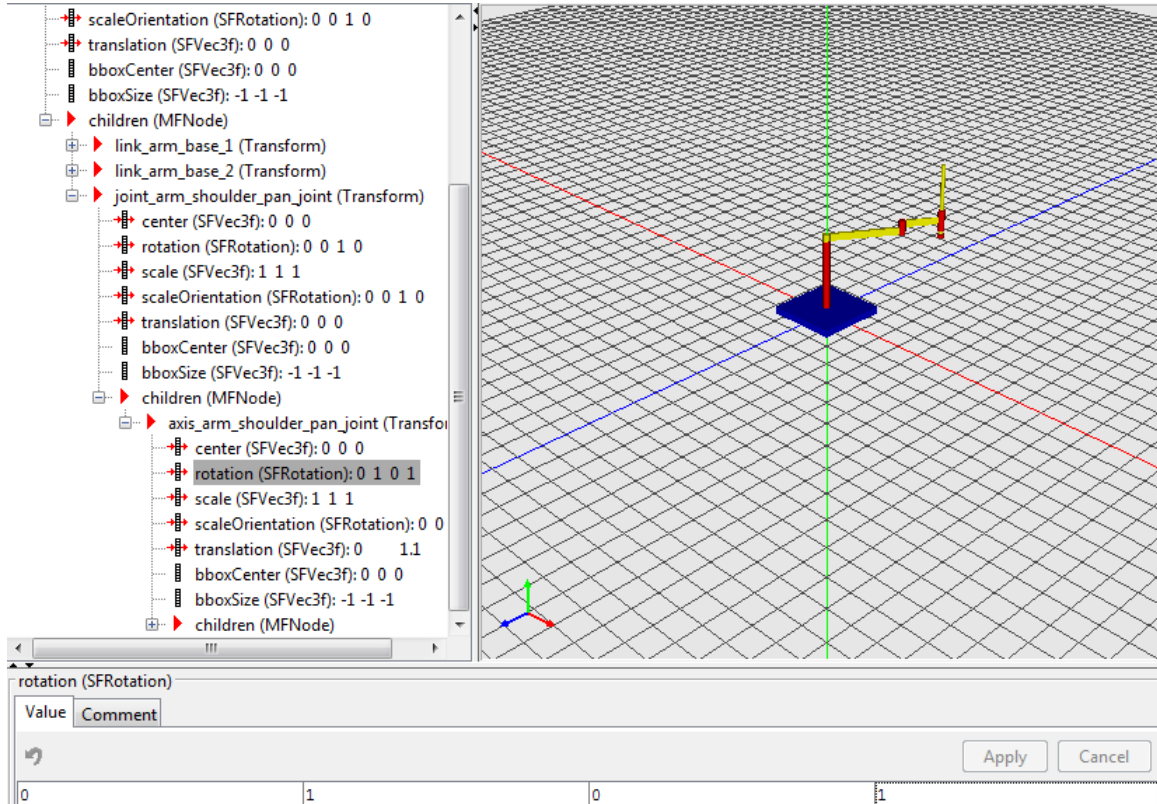 scaleOrientation (SFRotation): 0 0 1 0
translation (SFVec3f): 0 0 0
bboxCenter (SFVec3f): 0 0 0
bboxSize (SFVec3f): -1 -1 -1
children (MFNode)
link_arm_base_1 (Transform)
link_arm_base_2 (Transform)
joint_arm_shoulder_pan_joint (Transform)
center (SFVec3f): 0 0 0
rotation (SFRotation): 0 0 1 0
scale (SFVec3f): 1 1 1
scaleOrientation (SFRotation): 0 0 1 0
translation (SFVec3f): 0 0 0
bboxCenter (SFVec3f): 0 0 0
bboxSize (SFVec3f): -1 -1 -1
children (MFNode)
axis_arm_shoulder_pan_joint (Transfor
center (SFVec3f): 0 0 0
rotation (SFRotation): 0 1 0 1
scale (SFVec3f): 1 1 1
scaleOrientation (SFRotation): 0 0
translation (SFVec3f): 0 1.1
bboxCenter (SFVec3f): 0 0 0
bboxSize (SFVec3f): -1 -1 -1
children (MFNode)
rotation (SFRotation)
Value Comment
Apply Cancel
0 1 0 1